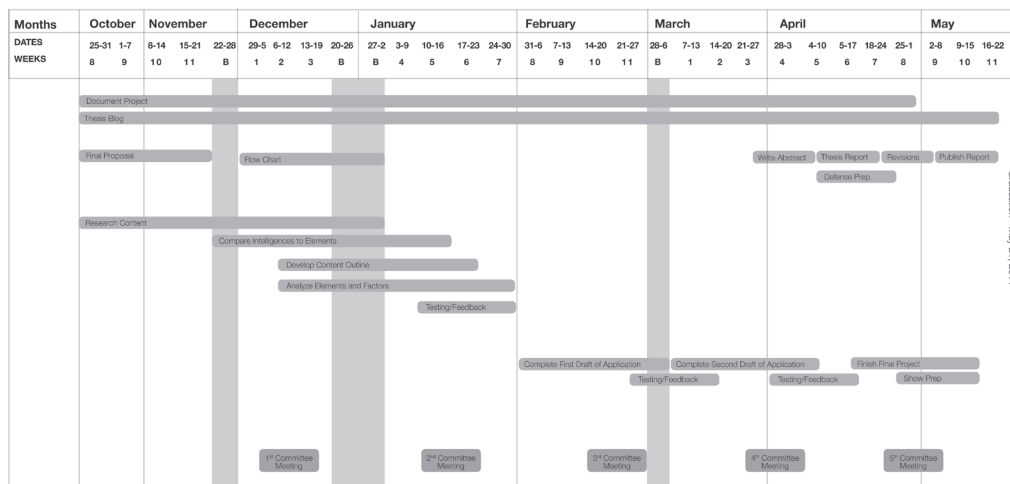 Months October November December January February March April May
DATES 25-31 1-7 8-14 15-21 22-28 29-5 6-12 13-19 20-26 27-2 3-9 10-16 17-23 24-30 31-6 7-13 14-20 21-27 28-6 7-13 14-20 21-27 28-3 4-10 5-17 18-24 25-1 2-8 9-15 16-22
WEEKS 8 9 10 11 B 1 2 3 B B 4 5 6 7 8 9 10 11 B 1 2 3 4 5 6 7 8 9 10 11
Document Project
Thesis Blog
Final Proposal Flow Chart Write Abstract Thesis Report Revisions Publish Report
Defense Prep
Research Content
Compare Intelligences to Elements
Develop Content Outline
Analyze Elements and Factors
Testing/Feedback
Complete First Draft of Application Complete Second Draft of Application Finish Final Project
Testing/Feedback Testing/Feedback Show Prep
1st Committee 2nd Committee 3rd Committee 4th Committee 5th Committee
Meeting Meeting Meeting Meeting Meeting